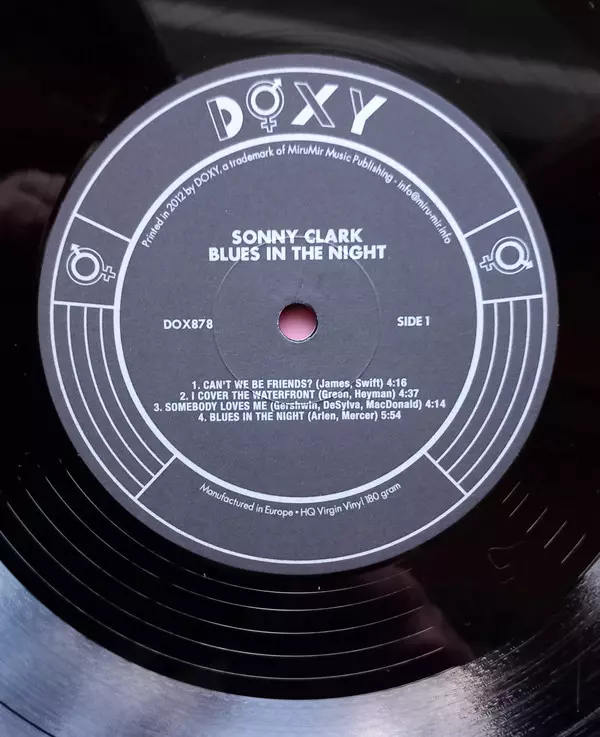 DOXY
Printed in 2012 by DOXY, a trademark of MiruMir Music Publishing - info@miru-mir.info
SONNY CLARK
BLUES IN THE NIGHT
DOX878
SIDE 1
1. CAN'T WE BE FRIENDS? (James, Swift) 4:16
2. I COVER THE WATERFRONT (Green, Heyman) 4:37
3. SOMEBODY LOVES ME (Gershwin, DeSylva, MacDonald) 4:14
4. BLUES IN THE NIGHT (Arlen, Mercer) 5:54
Manufactured in Europe • HQ Virgin Vinyl 180 gram